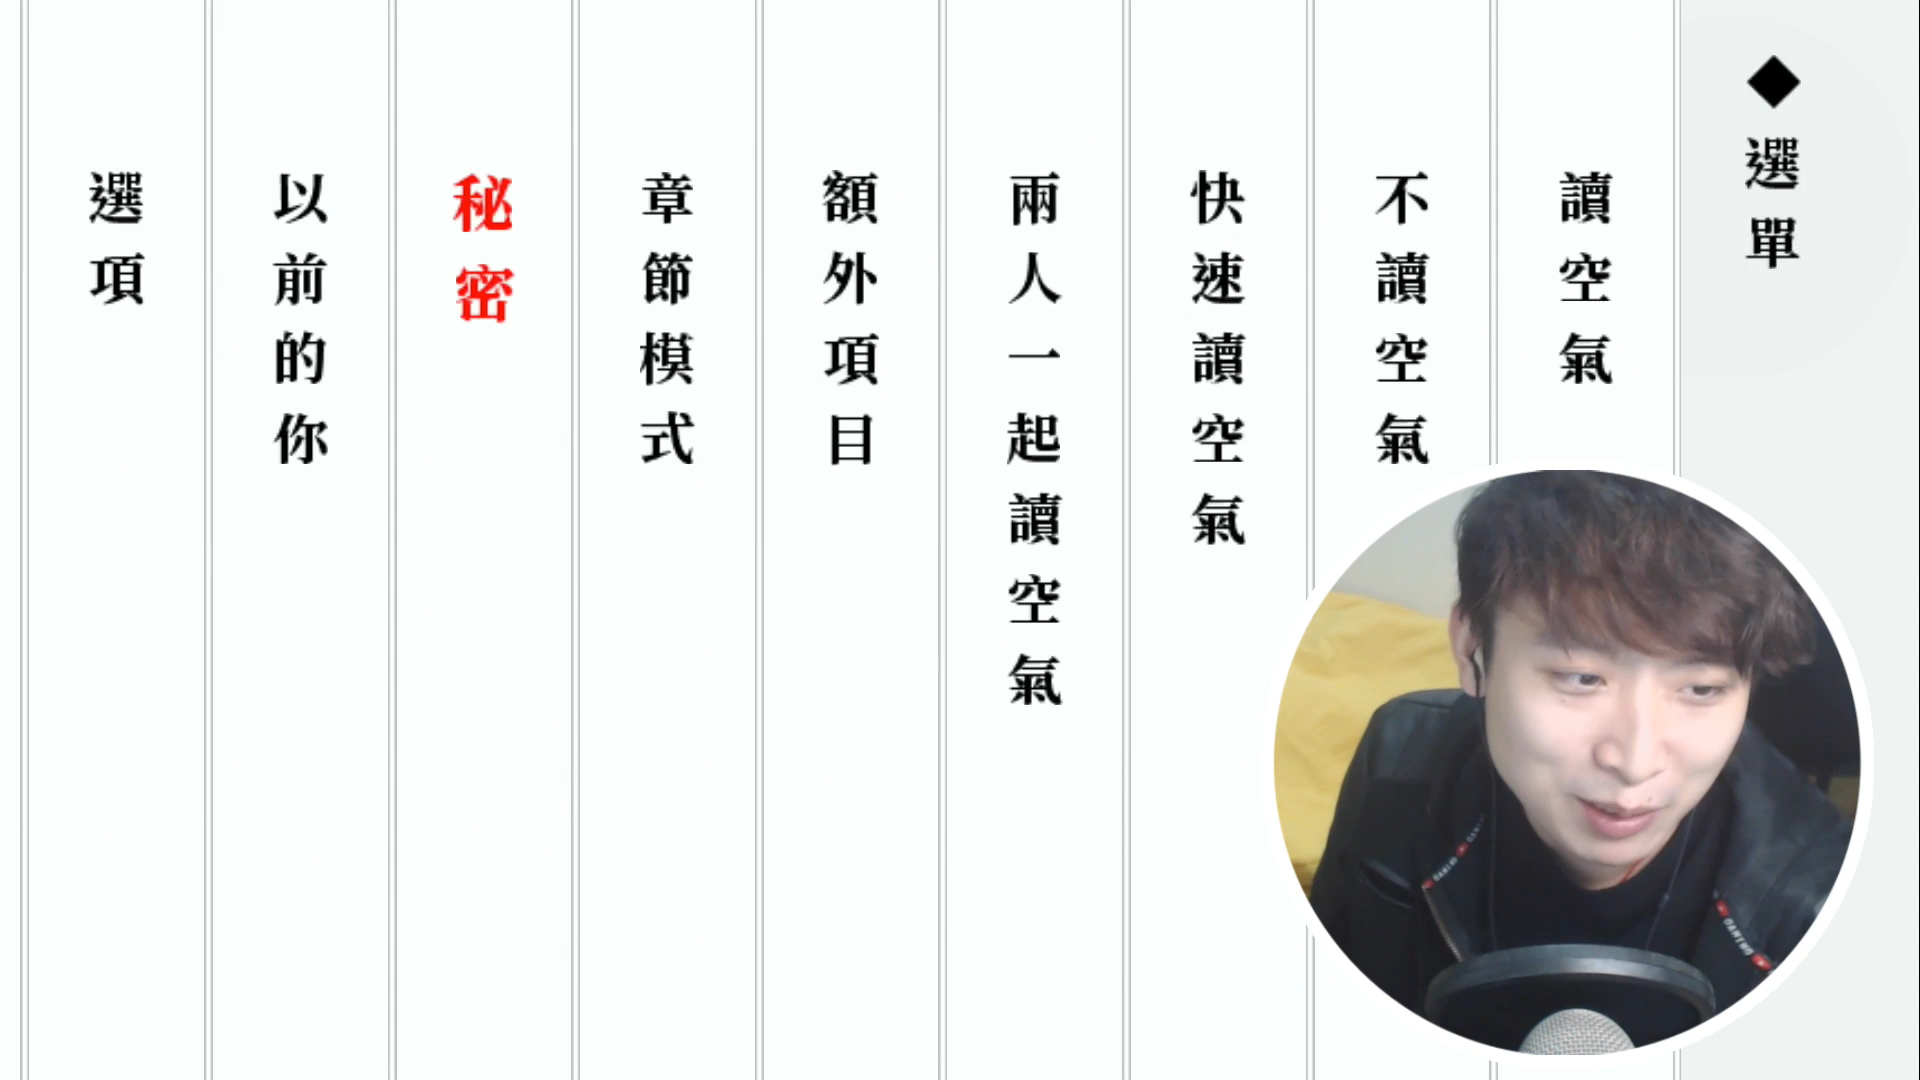 ◆選單
讀空氣
不讀空氣
快速讀空氣
兩人一起讀空氣
額外項目
章節模式
秘密
以前的你
選項